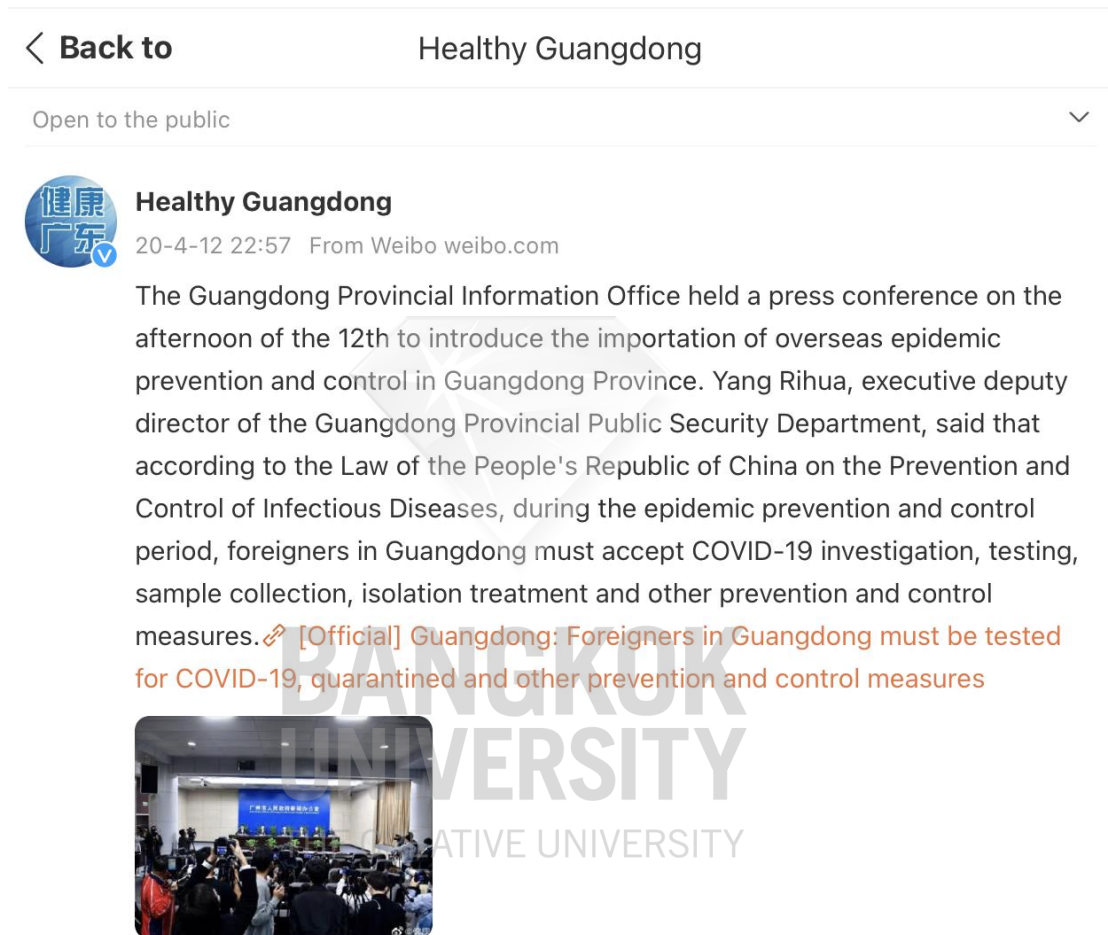 Back to
Healthy Guangdong
Open to the public
健康
广东
Healthy Guangdong
20-4-12 22:57 From Weibo weibo.com
The Guangdong Provincial Information Office held a press conference on the
afternoon of the 12th to introduce the importation of overseas epidemic
prevention and control in Guangdong Province. Yang Rihua, executive deputy
director of the Guangdong Provincial Public Security Department, said that
according to the Law of the People's Republic of China on the Prevention and
Control of Infectious Diseases, during the epidemic prevention and control
period, foreigners in Guangdong must accept COVID-19 investigation, testing,
sample collection, isolation treatment and other prevention and control
measures. [Official] Guangdong: Foreigners in Guangdong must be tested
for COVID-19, quarantined and other prevention and control measures
BANGKOK
UNIVERSITY
ATIVE UNIVERSITY